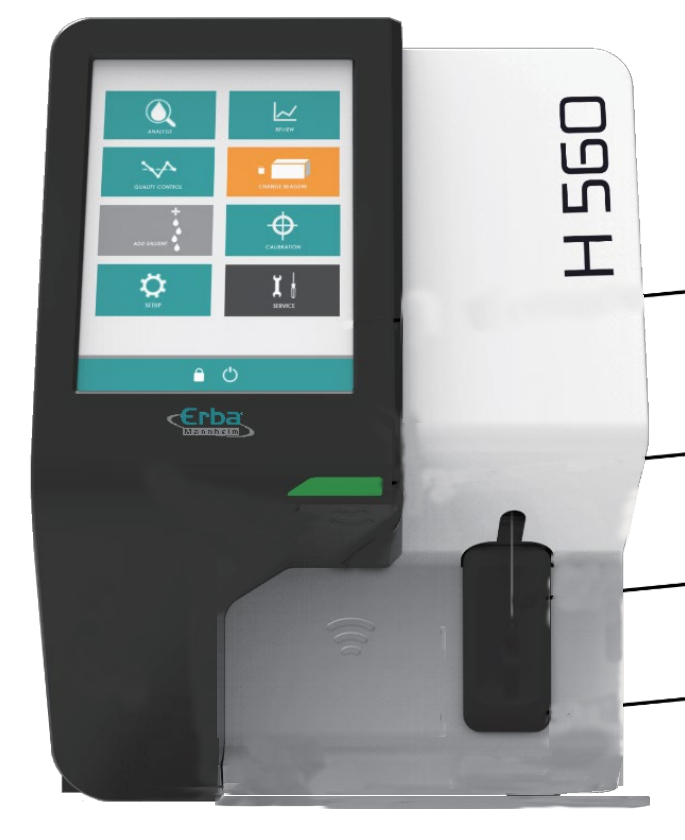 ANALYSIS
REVIEW
QUALITY CONTROL
CHANGE REAGENT
ADD DILUENT
CALIBRATION
SETUP
SERVICE
Erba
Mannheim
H 560